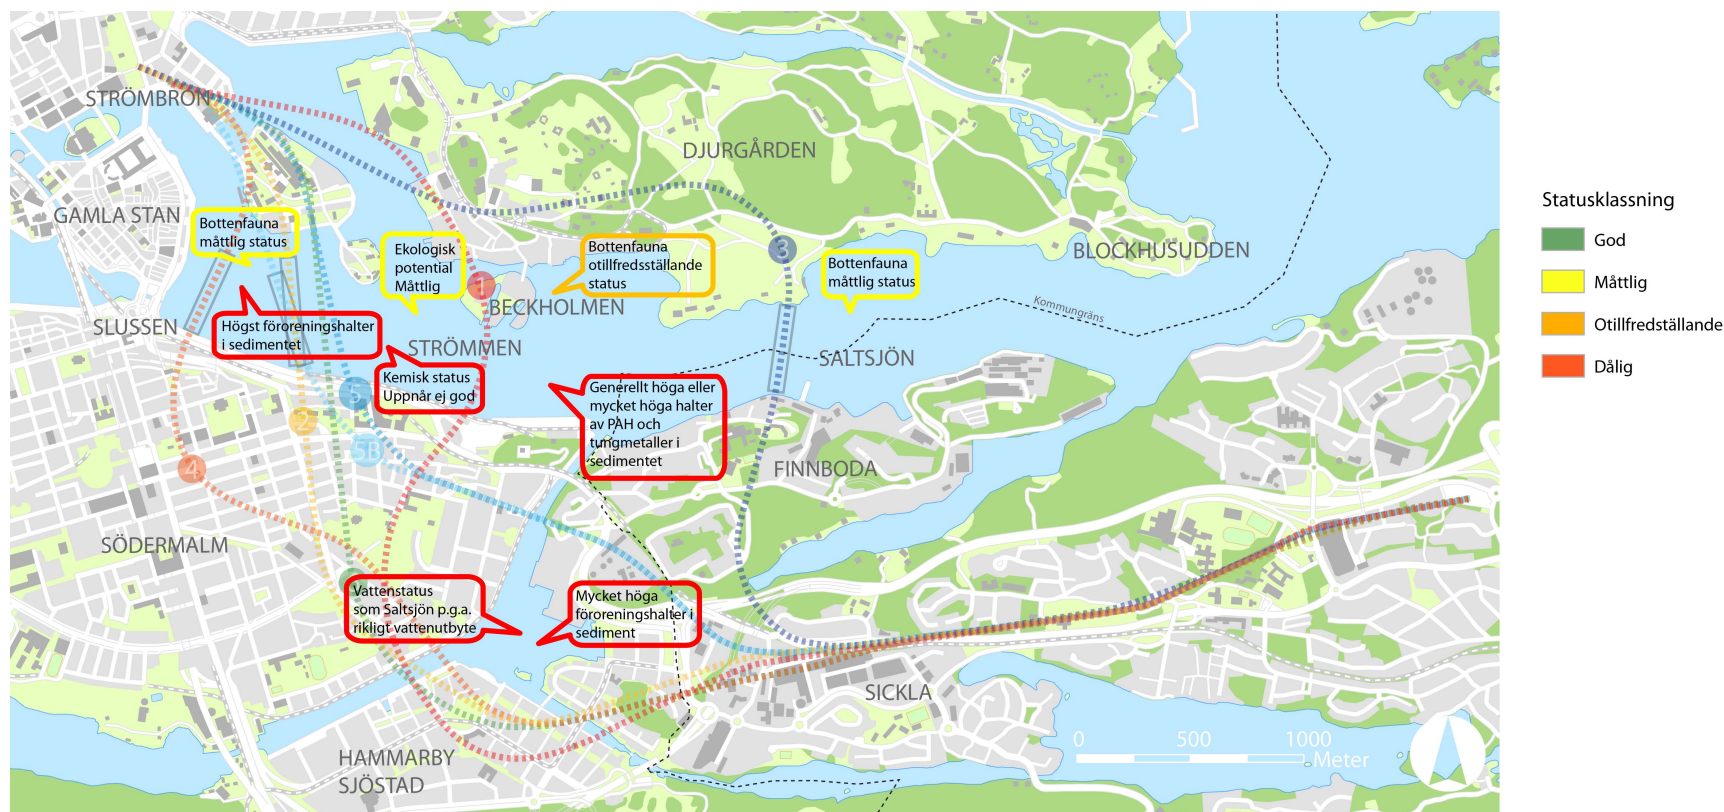 STRÖMBRON
DJURGÅRDEN
GAMLA STAN
Bottenfauna
måttlig status
Ekologisk
potential
Måttlig
Bottenfauna
otillfredsställande
status
3
Bottenfauna
måttlig status
BLOCKHUSUDDEN
1
BECKHOLMEN
Kommungräns
SLUSSEN
Högst föroreningshalter
i sedimentet
STRÖMMEN
SALTSJÖN
Kemisk status
Uppnår ej god
Generellt höga eller
mycket höga halter
av PAH och
tungmetaller i
sedimentet
5
2
5B
4
FINNBODA
SÖDERMALM
Vattenstatus
som Saltsjön p.g.a.
rikligt vattenutbyte
Mycket höga
föroreningshalter i
sediment
SICKLA
HAMMARBY
SJÖSTAD
0 500 1000
Meter
Statusklassning
God
Måttlig
Otillfredställande
Dålig